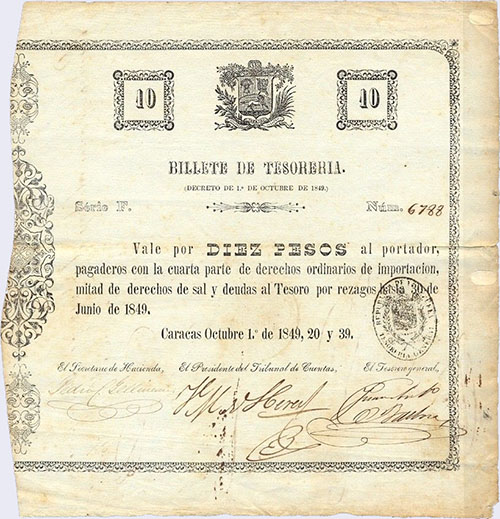 10 10
BILLETE DE TESORERIA.
(DECRETO DE 1.º DE OCTUBRE DE 1849.)
Série F. Núm. 6788
Vale por DIEZ PESOS al portador,
pagaderos con la cuarta parte de derechos ordinarios de importacion,
mitad de derechos de sal y deudas al Tesoro por rezagos 30 de
Junio de 1849.
Caracas Octubre 1.º de 1849, 20 y 39.
El Secretario de Hacienda, El Presidente del Tribunal de Cuentas, El Tesorero general,